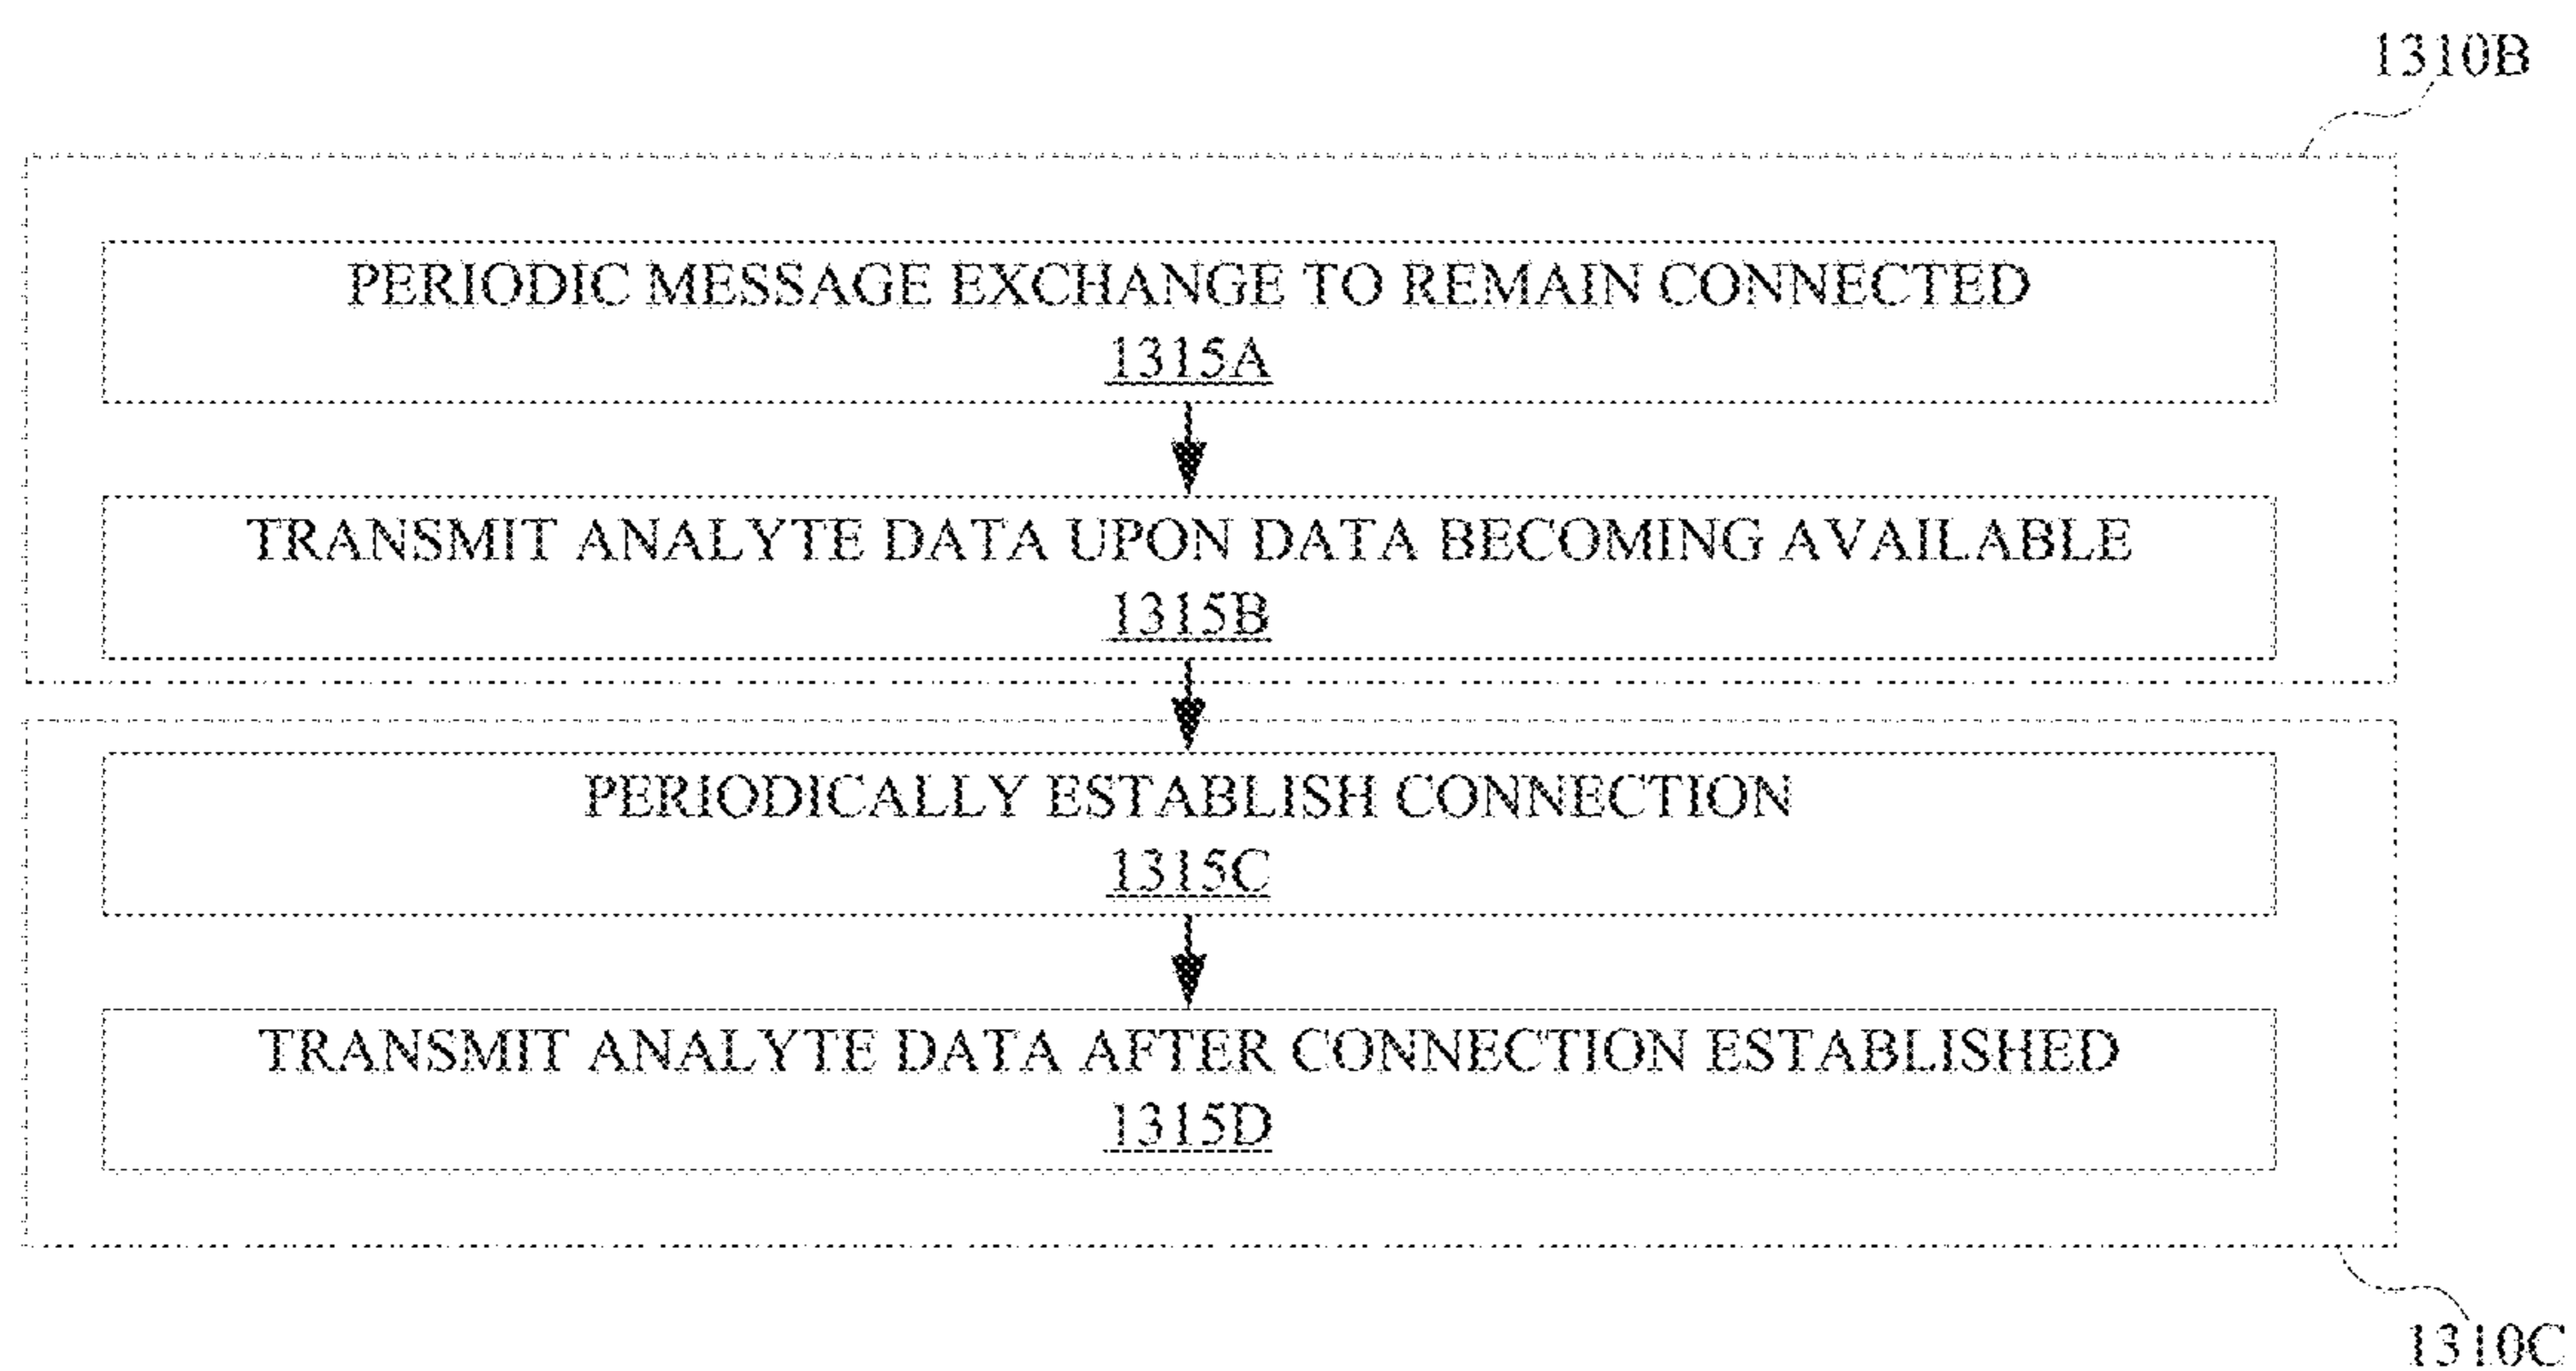 1310B
PERIODIC MESSAGE EXCHANGE TO REMAIN CONNECTED
1315A
TRANSMIT ANALYTE DATA UPON DATA BECOMING AVAILABLE
1315B
PERIODICALLY ESTABLISH CONNECTION
1315C
TRANSMIT ANALYTE DATA AFTER CONNECTION ESTABLISHED
1315D
1310C